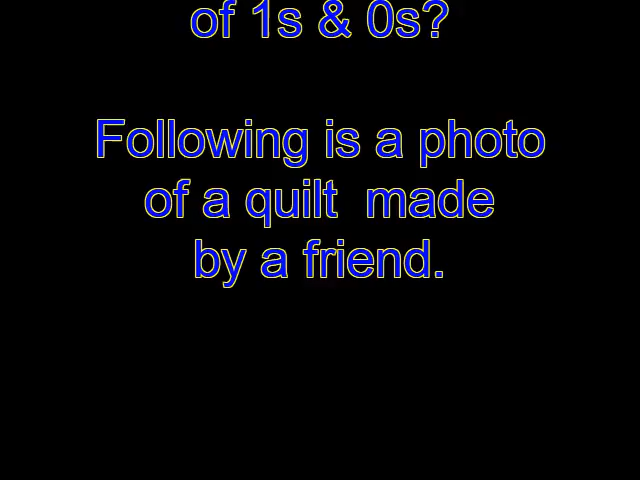 of 1s & 0s?
Following is a photo
of a quilt  made
by a friend.